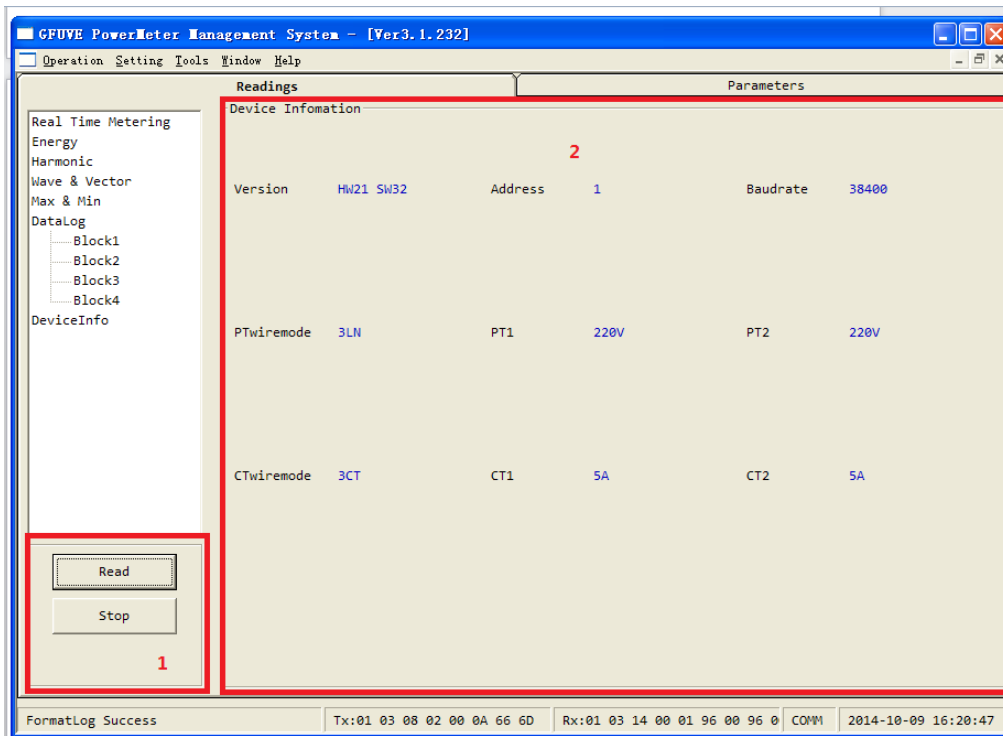 GFUVE PowerMeter Management System - [Ver3.1.232]
Operation Setting Tools Window Help
Readings Parameters
Real Time Metering
Energy
Harmonic
Wave & Vector
Max & Min
DataLog
Block1
Block2
Block3
Block4
DeviceInfo
Read
Stop
1
Device Infomation
2
Version HW21 SW32 Address 1 Baudrate 38400
PTwiremode 3LN PT1 220V PT2 220V
CTwiremode 3CT CT1 5A CT2 5A
FormatLog Success Tx:01 03 08 02 00 0A 66 6D Rx:01 03 14 00 01 96 00 96 0 COMM 2014-10-09 16:20:47